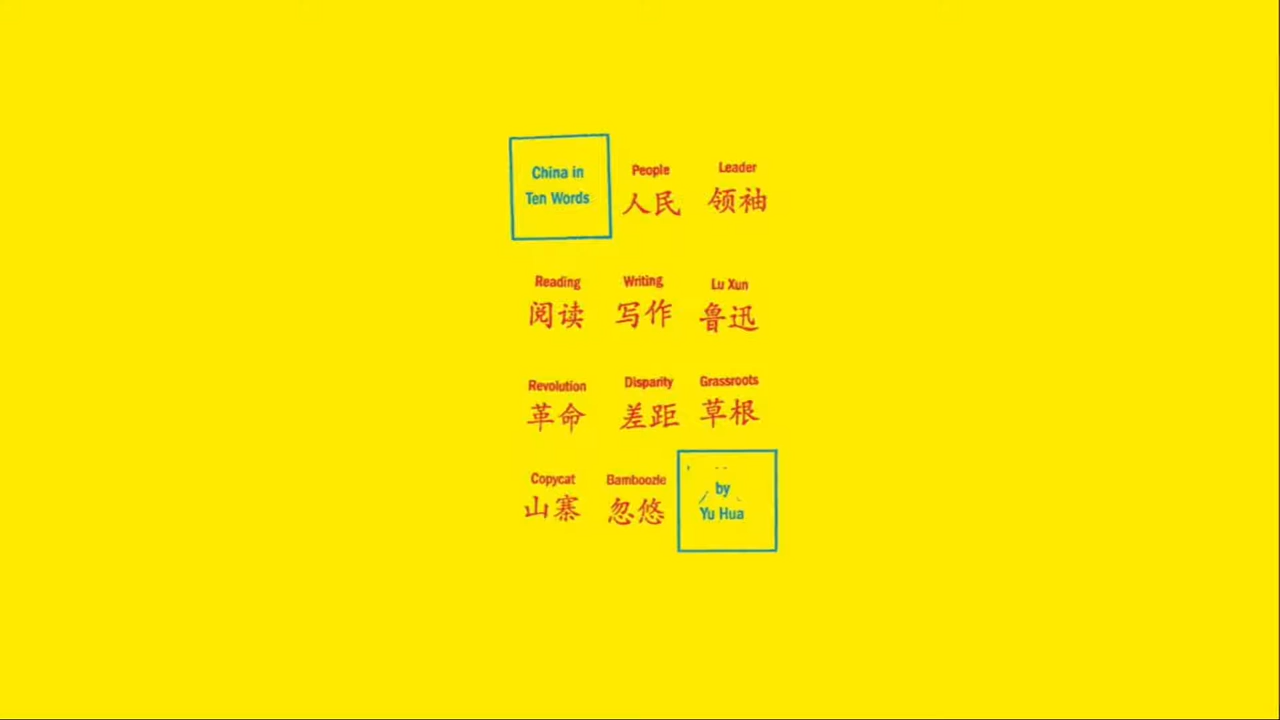 China in
Ten Words
People
人民
Leader
领袖
Reading
阅读
Writing
写作
Lu Xun
鲁迅
Revolution
革命
Disparity
差距
Grassroots
草根
Copycat
山寨
Bamboozle
忽悠
by
Yu Hua